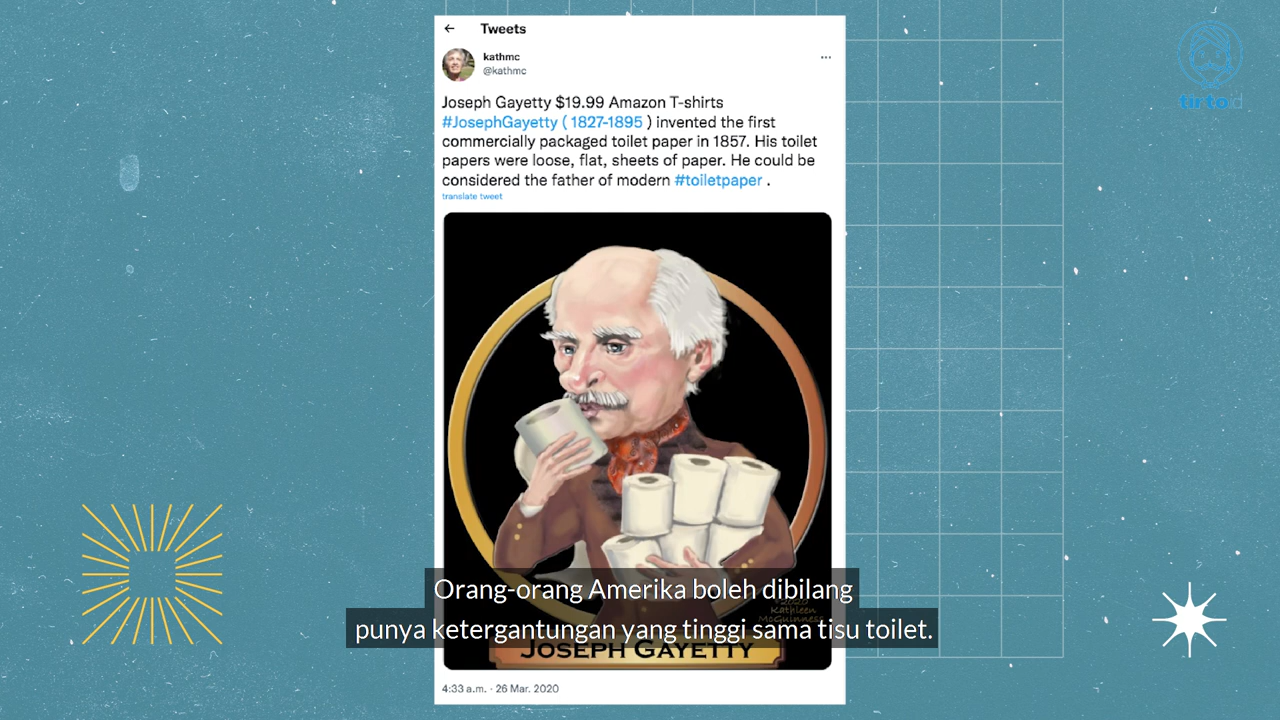 Tweets
kathmc
@kathmc
Joseph Gayetty $19.99 Amazon T-shirts
#JosephGayetty ( 1827-1895 ) invented the first
commercially packaged toilet paper in 1857. His toilet
papers were loose, flat, sheets of paper. He could be
considered the father of modern #toiletpaper .
translate tweet
tirto.id
Kathleen
McGuinness
Orang-orang Amerika boleh dibilang
punya ketergantungan yang tinggi sama tisu toilet.
JOSEPH GAYETTY
4:33 a.m. · 26 Mar. 2020